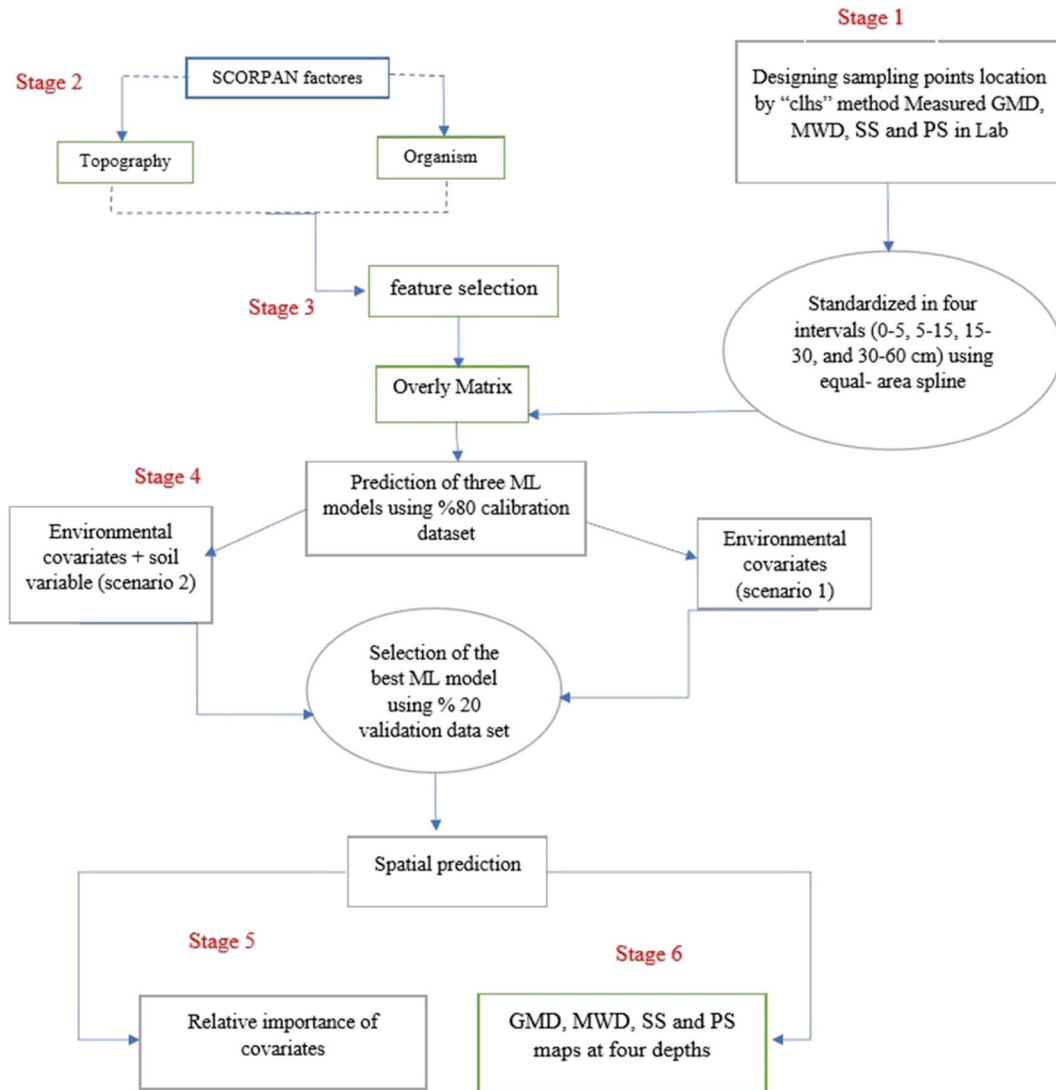 Stage 1
Stage 2
SCORPAN factores
Designing sampling points location
by “clhs” method Measured GMD,
MWD, SS and PS in Lab
Topography
Organism
feature selection
Stage 3
Standardized in four
intervals (0-5, 5-15, 15-
30, and 30-60 cm) using
equal- area spline
Overly Matrix
Stage 4
Prediction of three ML
models using %80 calibration
dataset
Environmental
covariates + soil
variable (scenario 2)
Environmental
covariates
(scenario 1)
Selection of the
best ML model
using % 20
validation data set
Spatial prediction
Stage 5
Stage 6
Relative importance of
covariates
GMD, MWD, SS and PS
maps at four depths